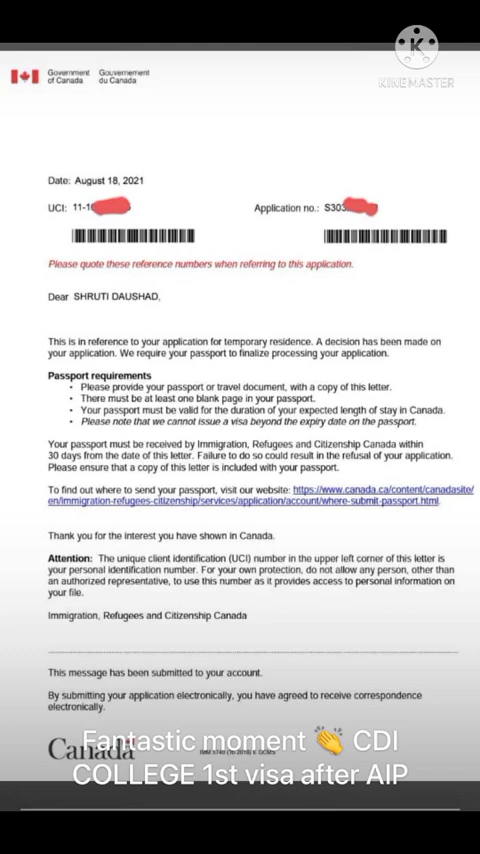 K
KINEMASTER
Government Gouvernement
of Canada du Canada
Date: August 18, 2021
UCI: 11-1 Application no.: S303
Please quote these reference numbers when referring to this application.
Dear SHRUTI DAUSHAD,
This is in reference to your application for temporary residence. A decision has been made on
your application. We require your passport to finalize processing your application.
Passport requirements
• Please provide your passport or travel document, with a copy of this letter.
• There must be at least one blank page in your passport.
• Your passport must be valid for the duration of your expected length of stay in Canada.
• Please note that we cannot issue a visa beyond the expiry date on the passport.
Your passport must be received by Immigration, Refugees and Citizenship Canada within
30 days from the date of this letter. Failure to do so could result in the refusal of your application.
Please ensure that a copy of this letter is included with your passport.
To find out where to send your passport, visit our website: https://www.canada.ca/content/canadasite/
en/immigration-refugees-citizenship/services/application/account/where-submit-passport.html.
Thank you for the interest you have shown in Canada.
Attention: The unique client identification (UCI) number in the upper left corner of this letter is
your personal identification number. For your own protection, do not allow any person, other than
an authorized representative, to use this number as it provides access to personal information on
your file.
Immigration, Refugees and Citizenship Canada
This message has been submitted to your account.
By submitting your application electronically, you have agreed to receive correspondence
electronically.
Canada
Fantastic moment 👏 CDI
COLLEGE 1st visa after AIP